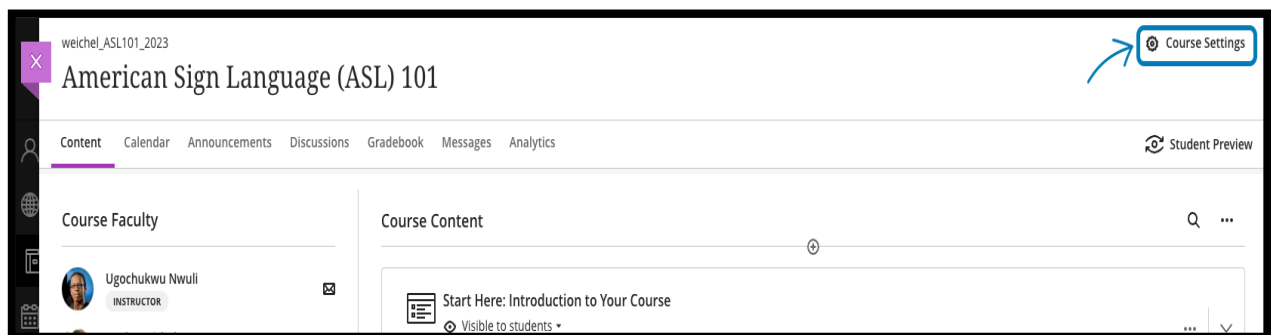 weichel_ASL101_2023
Course Settings
American Sign Language (ASL) 101
Content Calendar Announcements Discussions Gradebook Messages Analytics
Student Preview
Course Faculty
Ugochukwu Nwuli
INSTRUCTOR
Course Content
Start Here: Introduction to Your Course
Visible to students